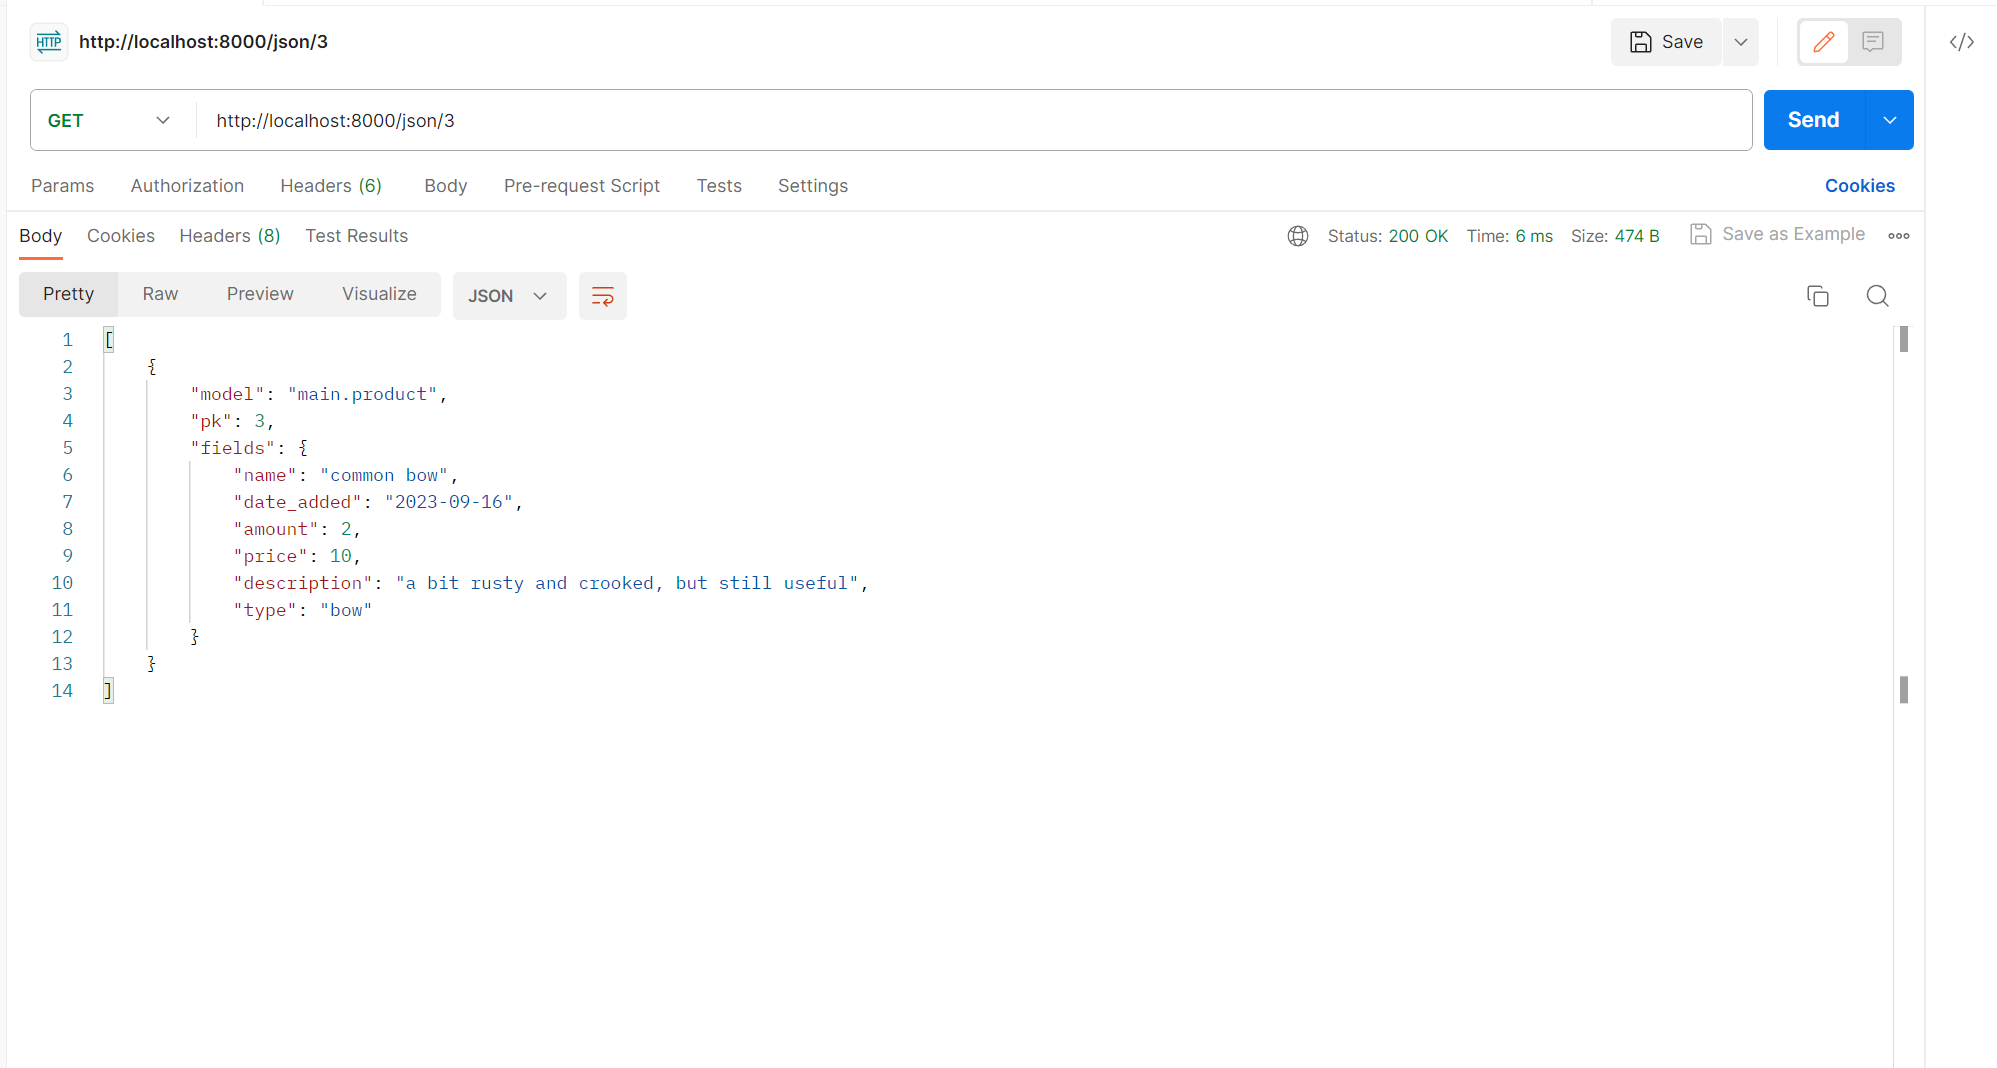 HTTP http://localhost:8000/json/3 Save
GET http://localhost:8000/json/3 Send
Params Authorization Headers (6) Body Pre-request Script Tests Settings Cookies
Body Cookies Headers (8) Test Results Status: 200 OK Time: 6 ms Size: 474 B Save as Example
Pretty Raw Preview Visualize JSON
1 [
2 {
3 "model": "main.product",
4 "pk": 3,
5 "fields": {
6 "name": "common bow",
7 "date_added": "2023-09-16",
8 "amount": 2,
9 "price": 10,
10 "description": "a bit rusty and crooked, but still useful",
11 "type": "bow"
12 }
13 }
14 ]